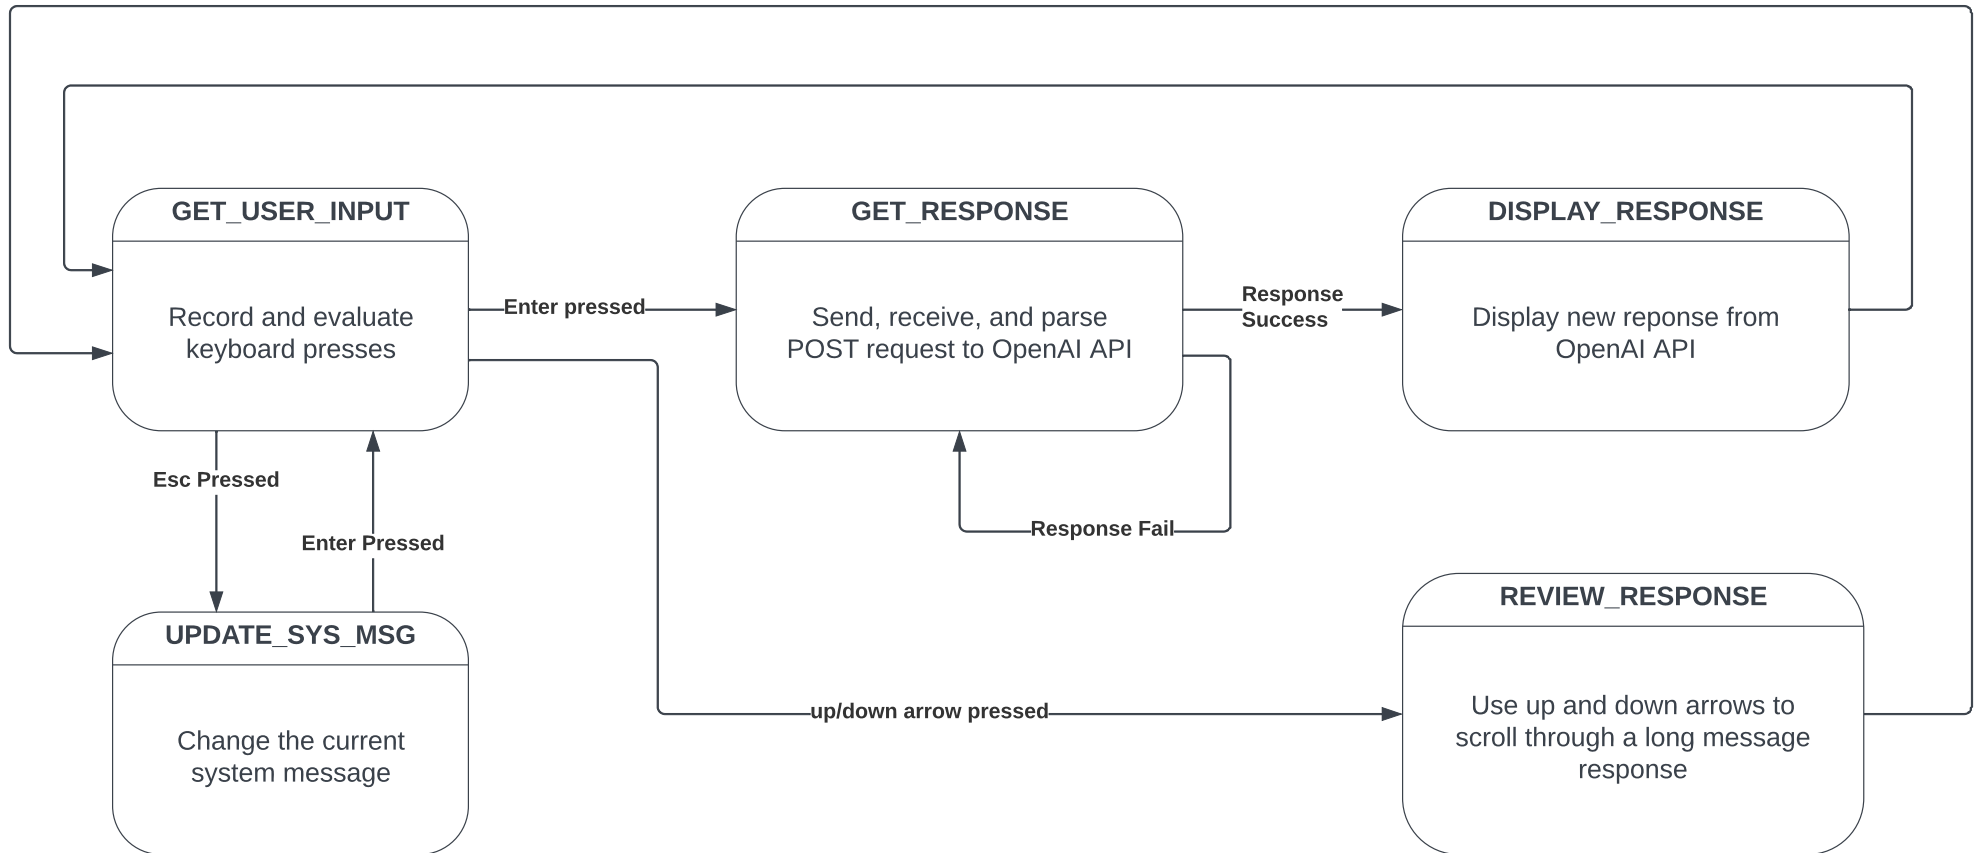 GET_USER_INPUT
Record and evaluate
keyboard presses
Enter pressed
GET_RESPONSE
Send, receive, and parse
POST request to OpenAI API
Response
Success
DISPLAY_RESPONSE
Display new reponse from
OpenAI API
Esc Pressed
Enter Pressed
Response Fail
UPDATE_SYS_MSG
Change the current
system message
up/down arrow pressed
REVIEW_RESPONSE
Use up and down arrows to
scroll through a long message
response